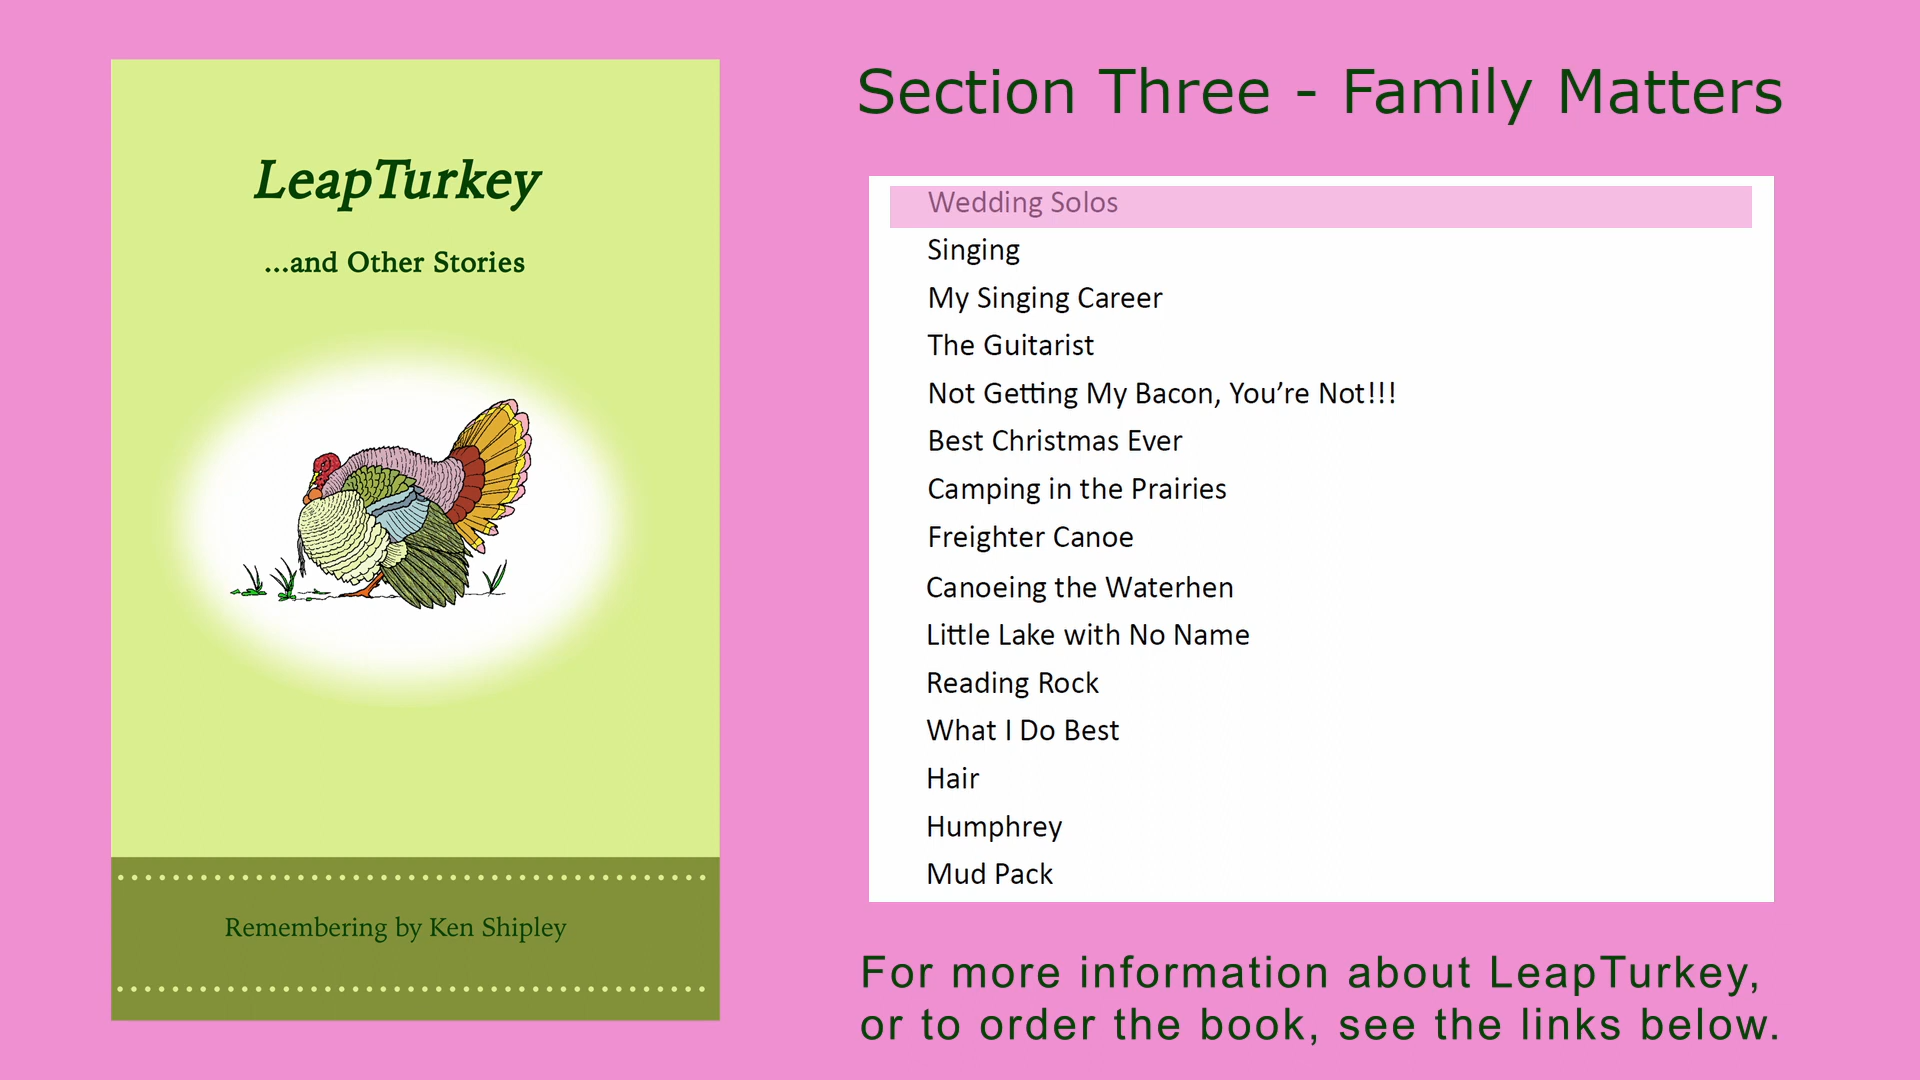 LeapTurkey
...and Other Stories
Remembering by Ken Shipley
Section Three - Family Matters
Wedding Solos
Singing
My Singing Career
The Guitarist
Not Getting My Bacon, You’re Not!!!
Best Christmas Ever
Camping in the Prairies
Freighter Canoe
Canoeing the Waterhen
Little Lake with No Name
Reading Rock
What I Do Best
Hair
Humphrey
Mud Pack
For more information about LeapTurkey,
or to order the book, see the links below.